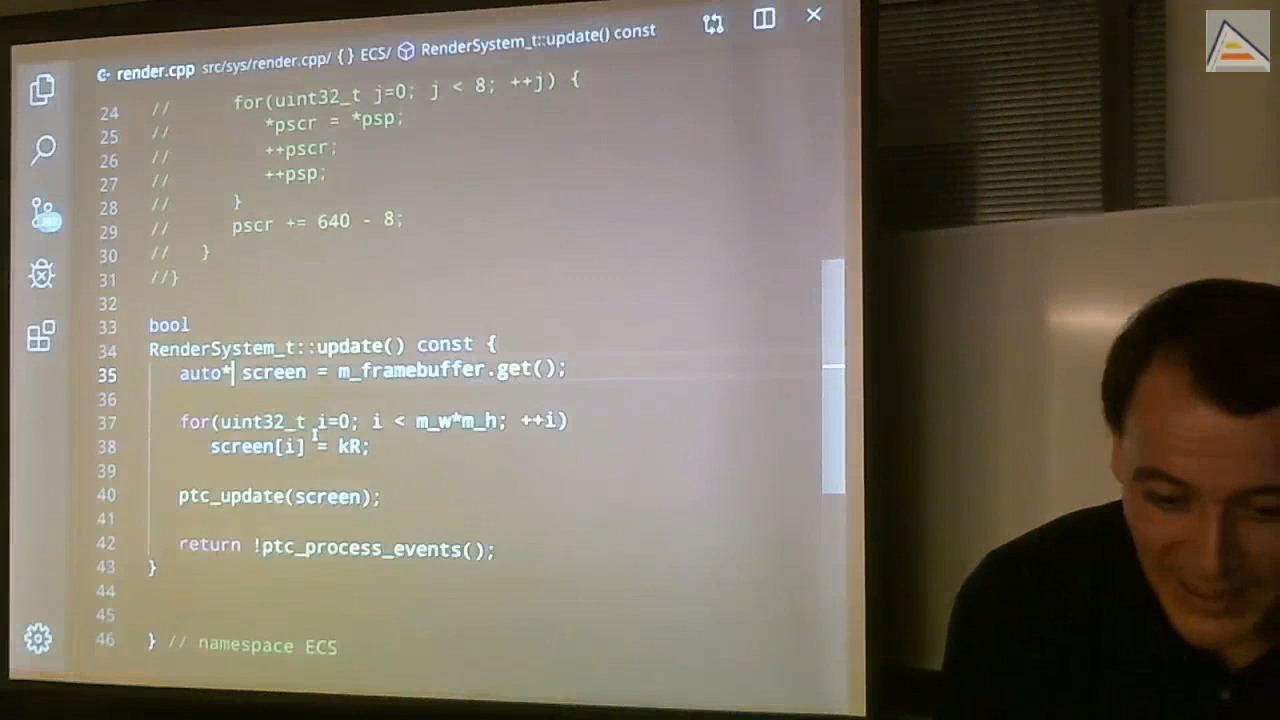 render.cpp src/sys/render.cpp/ { } ECS/ RenderSystem_t::update() const
24 // for(uint32_t j=0; j < 8; ++j) {
25 // *pscr = *psp;
26 // ++pscr;
27 // ++psp;
28 // }
29 // pscr += 640 - 8;
30 // }
31 //}
32
33 bool
34 RenderSystem_t::update() const {
35 auto* screen = m_framebuffer.get();
36
37 for(uint32_t i=0; i < m_w*m_h; ++i)
38 screen[i] = kR;
39
40 ptc_update(screen);
41
42 return !ptc_process_events();
43 }
44
45
46 } // namespace ECS